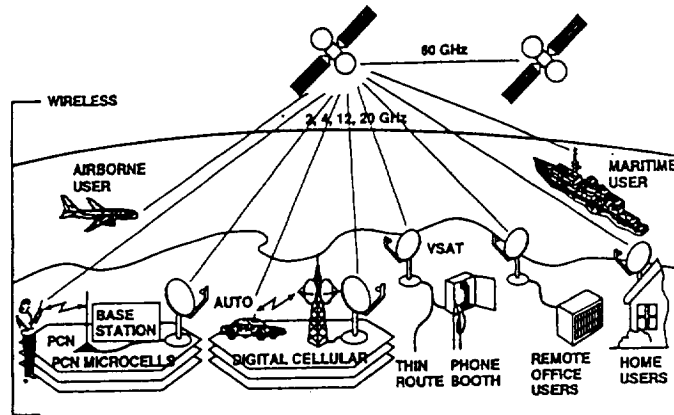 60 GHz
WIRELESS
2, 4, 12, 20 GHz
AIRBORNE
USER
MARITIME
USER
VSAT
AUTO
BASE
STATION
PCN
PCN MICROCELLS
DIGITAL CELLULAR
THIN
ROUTE
PHONE
BOOTH
REMOTE
OFFICE
USERS
HOME
USERS